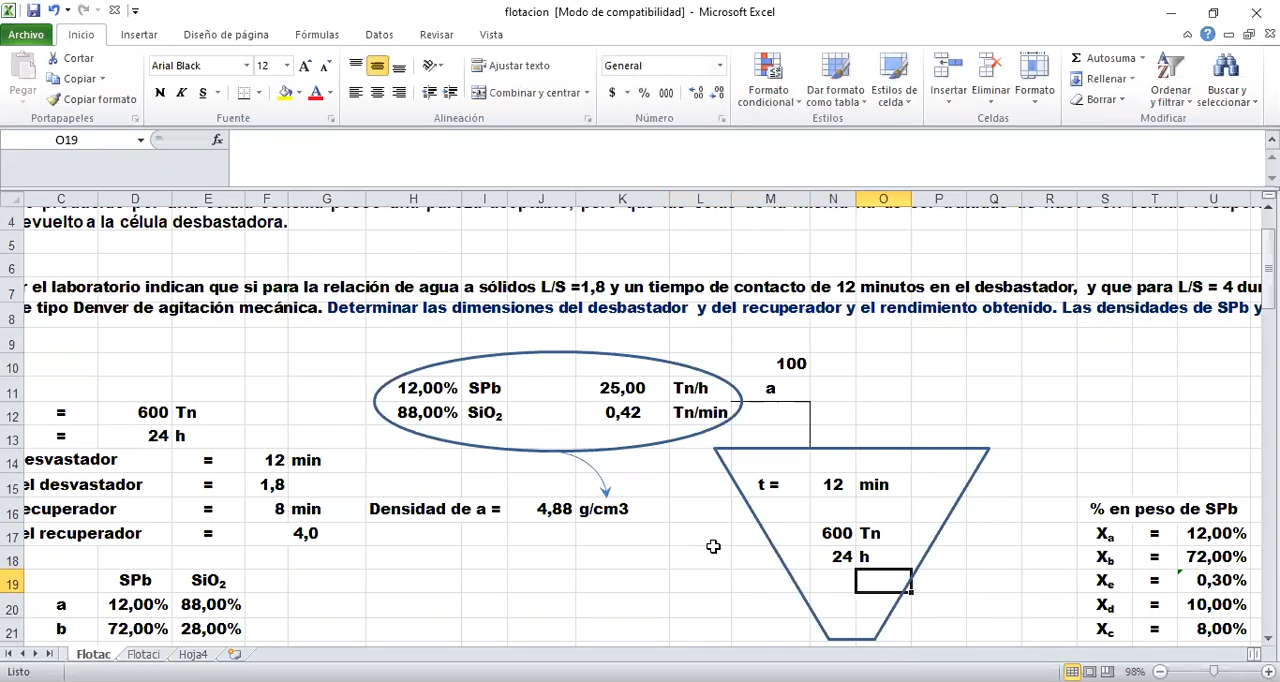 flotacion [Modo de compatibilidad] - Microsoft Excel
Archivo Inicio Insertar Diseño de página Fórmulas Datos Revisar Vista
Cortar
Copiar
Copiar formato
Pegar
Portapapeles
Arial Black 12
N K S
Fuente
Ajustar texto
Combinar y centrar
Alineación
General
$ % 000
Número
Formato condicional
Dar formato como tabla
Estilos de celda
Estilos
Insertar Eliminar Formato
Celdas
Autosuma
Rellenar
Borrar
Ordenar y filtrar
Buscar y seleccionar
Modificar
O19 fx
C D E F G H I J K L M N O P Q R S T U
4 evuelto a la célula desbastadora.
5
6
7 r el laboratorio indican que si para la relación de agua a sólidos L/S =1,8 y un tiempo de contacto de 12 minutos en el desbastador, y que para L/S = 4 dur
8 e tipo Denver de agitación mecánica. Determinar las dimensiones del desbastador y del recuperador y el rendimiento obtenido. Las densidades de SPb y
9
10 100
11 12,00% SPb 25,00 Tn/h a
12 = 600 Tn 88,00% SiO2 0,42 Tn/min
13 = 24 h
14 esvastador = 12 min
15 el desvastador = 1,8 t = 12 min
16 ecuperador = 8 min Densidad de a = 4,88 g/cm3 % en peso de SPb
17 el recuperador = 4,0 600 Tn Xa = 12,00%
18 24 h Xb = 72,00%
19 SPb SiO2 Xe = 0,30%
20 a 12,00% 88,00% Xd = 10,00%
21 b 72,00% 28,00% Xc = 8,00%
Flotac Flotaci Hoja4
Listo 98%